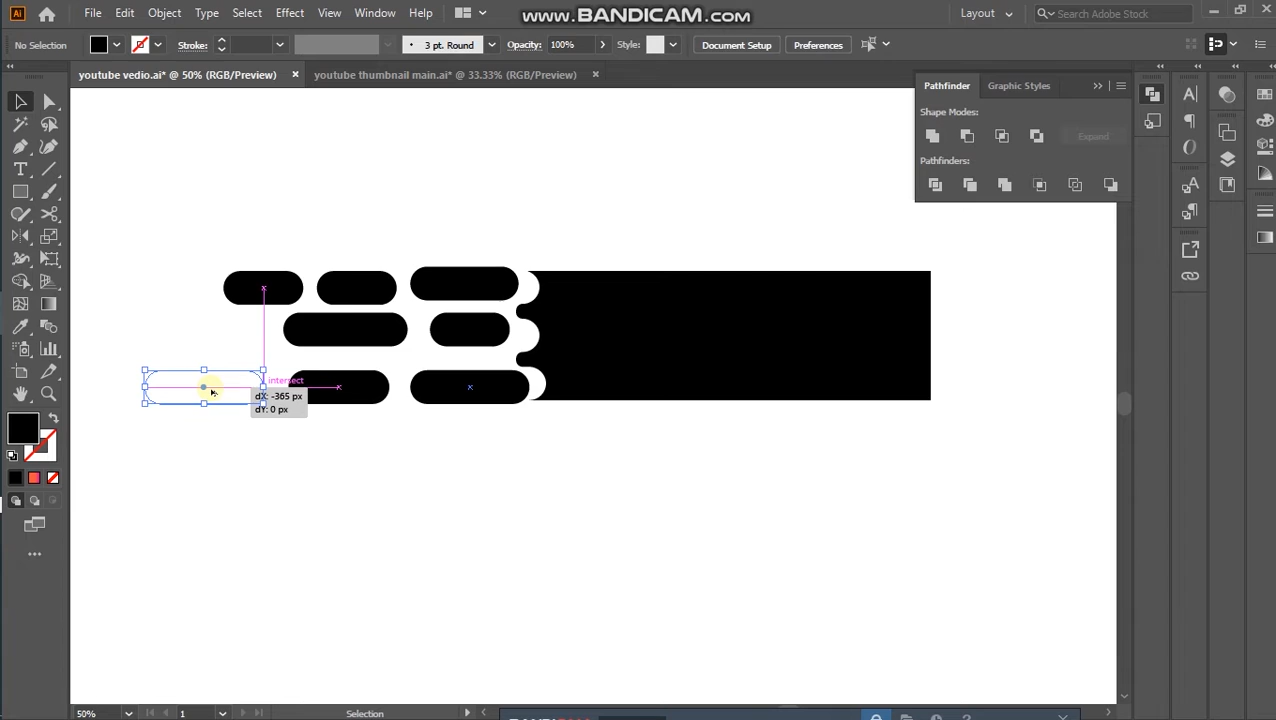 www.BANDICAM.com
Ai File Edit Object Type Select Effect View Window Help Layout Search Adobe Stock
No Selection Stroke: 3 pt. Round Opacity: 100% Style: Document Setup Preferences
youtube vedio.ai* @ 50% (RGB/Preview) youtube thumbnail main.ai* @ 33.33% (RGB/Preview)
Pathfinder Graphic Styles
Shape Modes:
Expand
Pathfinders:
intersect
dX: -365 px
dY: 0 px
50% 1 Selection